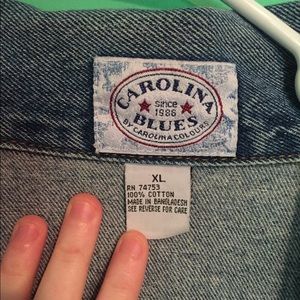 CAROLINA
since
1986
BLUES
BY CAROLINA COLOURS
XL
RN 74753
100% COTTON
MADE IN BANGLADESH
SEE REVERSE FOR CARE